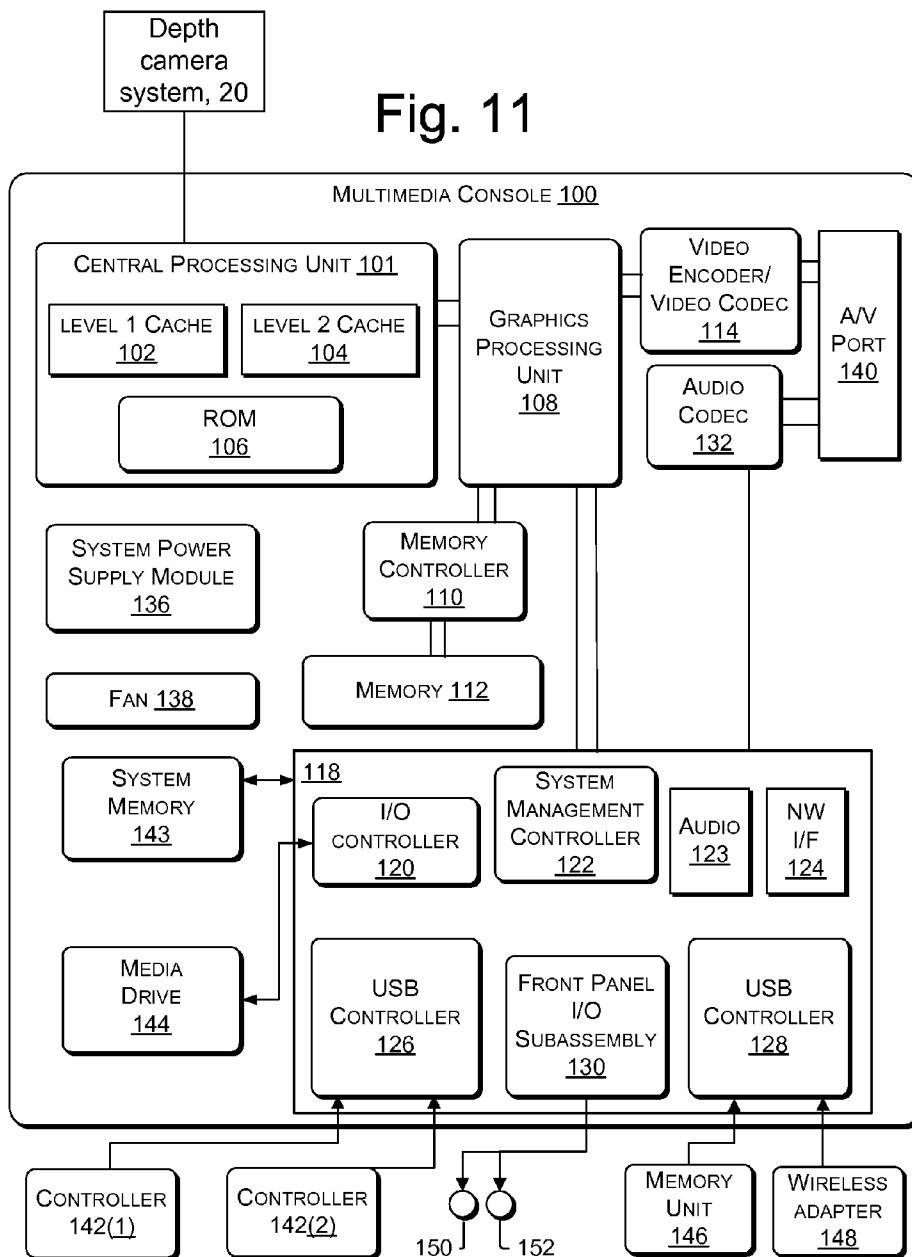 Depth
camera
system, 20
Fig. 11
MULTIMEDIA CONSOLE 100
CENTRAL PROCESSING UNIT 101
LEVEL 1 CACHE
102
LEVEL 2 CACHE
104
ROM
106
GRAPHICS
PROCESSING
UNIT
108
VIDEO
ENCODER/
VIDEO CODEC
114
A/V
PORT
140
AUDIO
CODEC
132
SYSTEM POWER
SUPPLY MODULE
136
MEMORY
CONTROLLER
110
FAN 138
MEMORY 112
SYSTEM
MEMORY
143
118
I/O
CONTROLLER
120
SYSTEM
MANAGEMENT
CONTROLLER
122
AUDIO
123
NW
I/F
124
MEDIA
DRIVE
144
USB
CONTROLLER
126
FRONT PANEL
I/O
SUBASSEMBLY
130
USB
CONTROLLER
128
CONTROLLER
142(1)
CONTROLLER
142(2)
150
152
MEMORY
UNIT
146
WIRELESS
ADAPTER
148